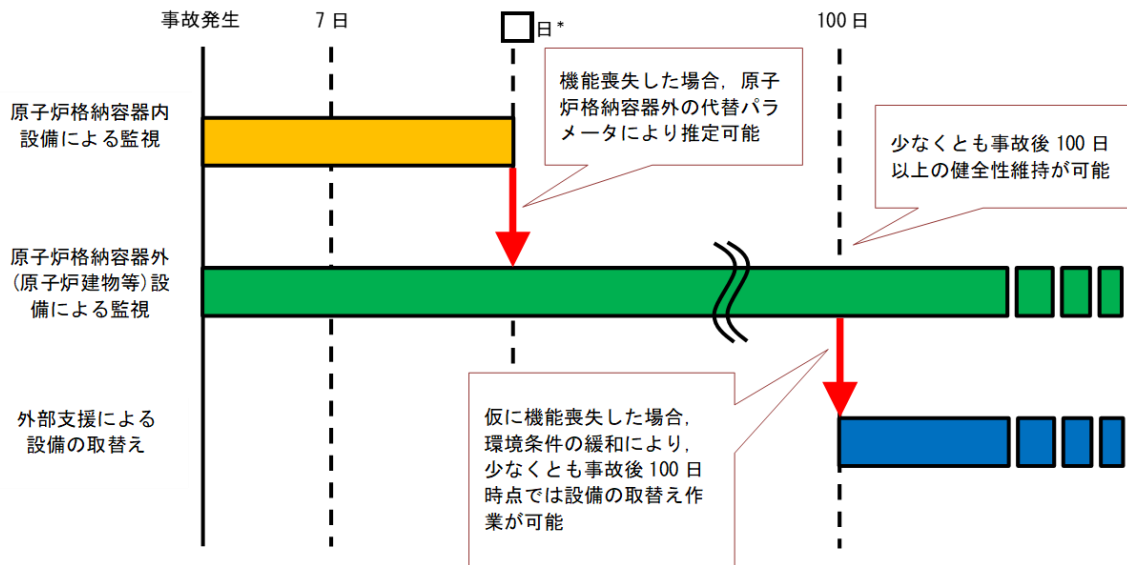 事故発生
7日
日*
100日
原子炉格納容器内
設備による監視
機能喪失した場合，原子
炉格納容器外の代替パラ
メータにより推定可能
少なくとも事故後 100 日
以上の健全性維持が可能
原子炉格納容器外
(原子炉建物等)設
備による監視
外部支援による
設備の取替え
仮に機能喪失した場合，
環境条件の緩和により，
少なくとも事故後 100 日
時点では設備の取替え作
業が可能